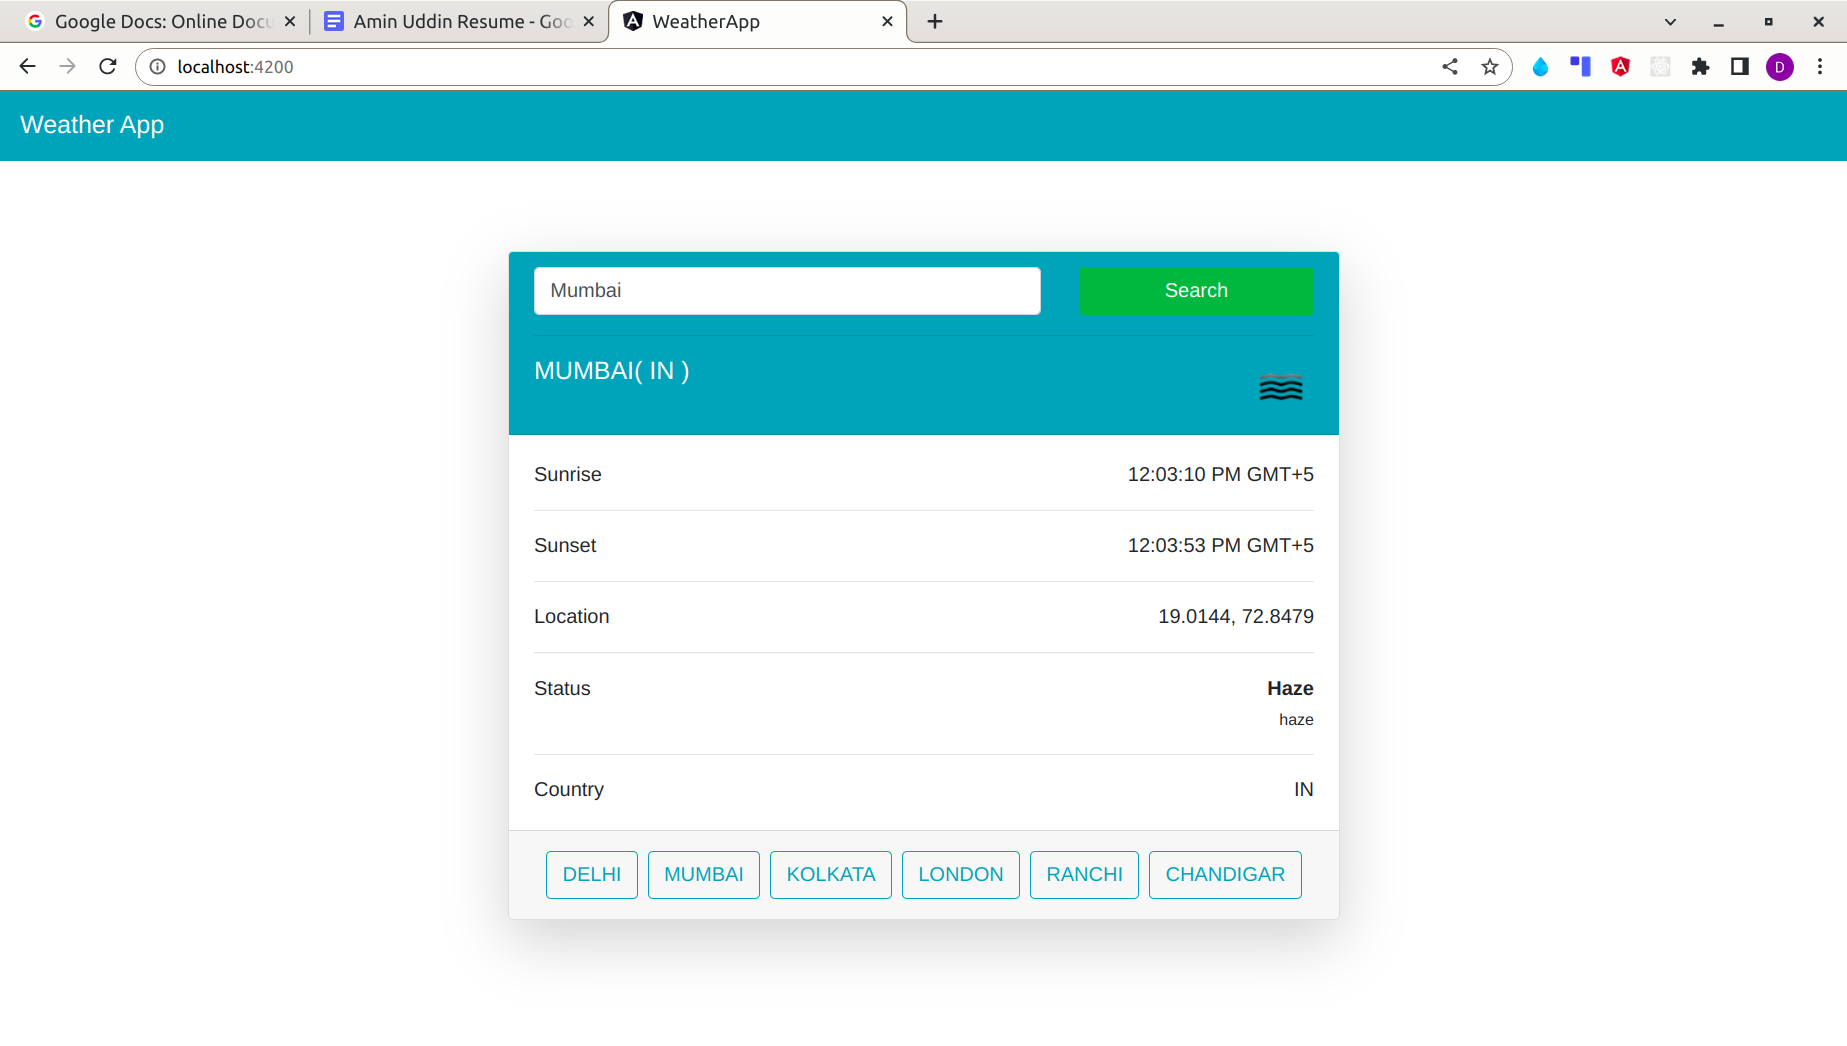 Google Docs: Online Docu
Amin Uddin Resume - Goo
WeatherApp
localhost:4200
D
Weather App
Mumbai
Search
MUMBAI( IN )
Sunrise 12:03:10 PM GMT+5
Sunset 12:03:53 PM GMT+5
Location 19.0144, 72.8479
Status Haze
haze
Country IN
DELHI MUMBAI KOLKATA LONDON RANCHI CHANDIGAR